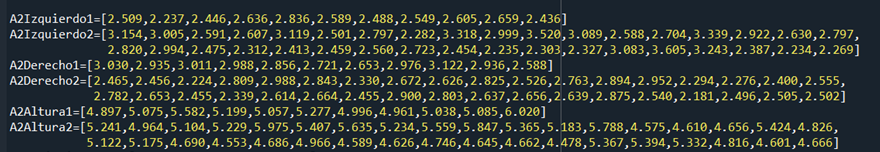 A2Izquierdo1=[2.509,2.237,2.446,2.636,2.836,2.589,2.488,2.549,2.605,2.659,2.436]
A2Izquierdo2=[3.154,3.005,2.591,2.607,3.119,2.501,2.797,2.282,3.318,2.999,3.520,3.089,2.588,2.704,3.339,2.922,2.630,2.797,
2.820,2.994,2.475,2.312,2.413,2.459,2.560,2.723,2.454,2.235,2.303,2.327,3.083,3.605,3.243,2.387,2.234,2.269]
A2Derecho1=[3.030,2.935,3.011,2.988,2.856,2.721,2.653,2.976,3.122,2.936,2.588]
A2Derecho2=[2.465,2.456,2.224,2.809,2.988,2.843,2.330,2.672,2.626,2.825,2.526,2.763,2.894,2.952,2.294,2.276,2.400,2.555,
2.782,2.653,2.455,2.339,2.614,2.664,2.455,2.900,2.803,2.637,2.656,2.639,2.875,2.540,2.181,2.496,2.505,2.502]
A2Altura1=[4.897,5.075,5.582,5.199,5.057,5.277,4.996,4.961,5.038,5.085,6.020]
A2Altura2=[5.241,4.964,5.104,5.229,5.975,5.407,5.635,5.234,5.559,5.847,5.365,5.183,5.788,4.575,4.610,4.656,5.424,4.826,
5.122,5.175,4.690,4.553,4.686,4.966,4.589,4.626,4.746,4.645,4.662,4.478,5.367,5.394,5.332,4.816,4.601,4.666]